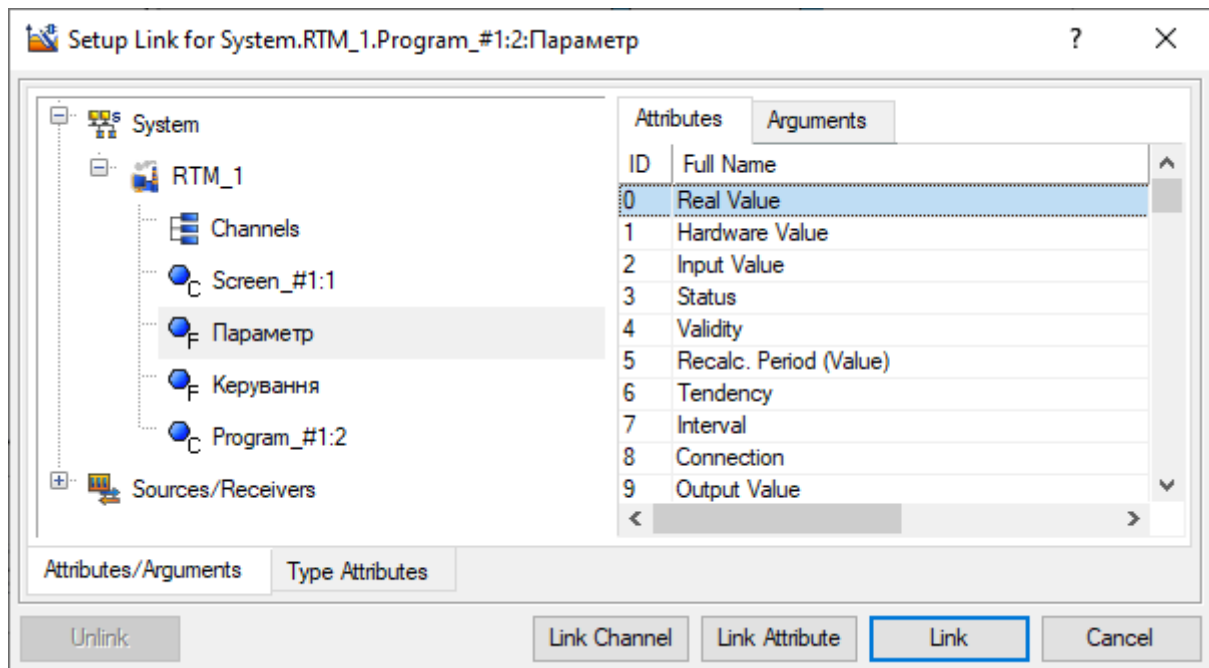 Setup Link for System.RTM_1.Program_#1:2:Параметр
System
RTM_1
Channels
Screen_#1:1
Параметр
Керування
Program_#1:2
Sources/Receivers
Attributes Arguments
ID Full Name
0 Real Value
1 Hardware Value
2 Input Value
3 Status
4 Validity
5 Recalc. Period (Value)
6 Tendency
7 Interval
8 Connection
9 Output Value
Attributes/Arguments Type Attributes
Unlink Link Channel Link Attribute Link Cancel